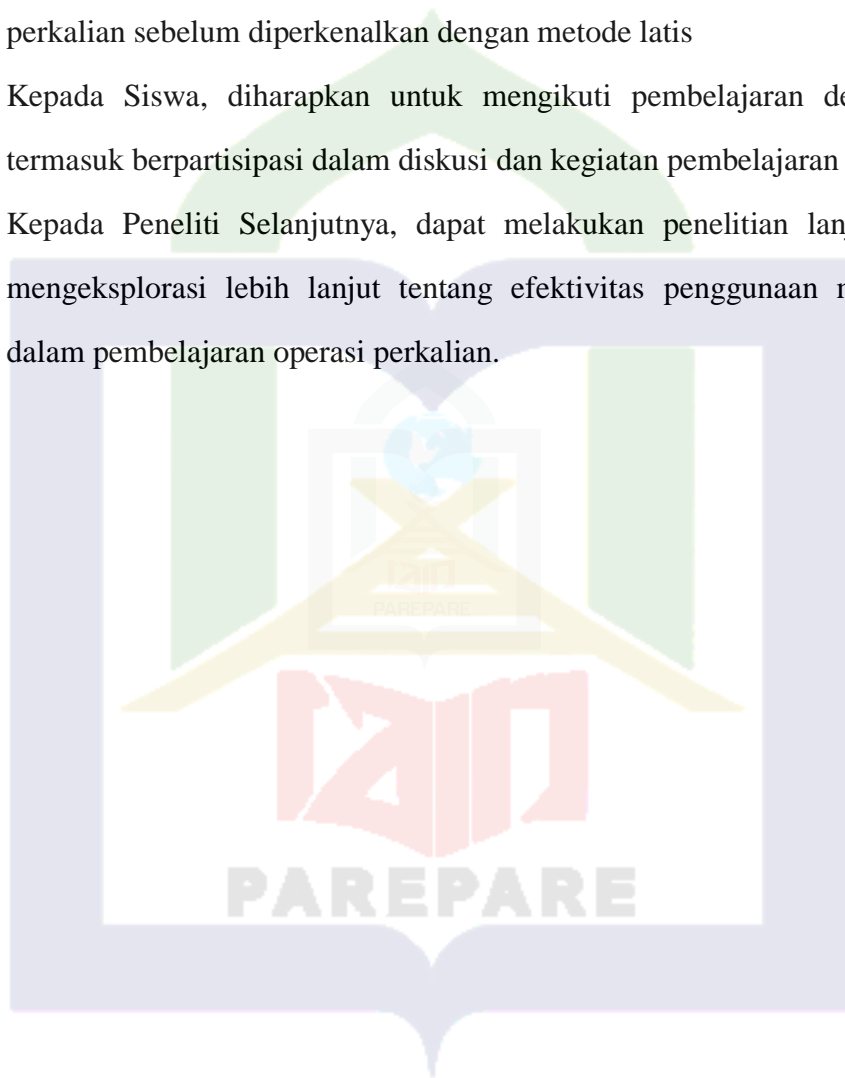 perkalian sebelum diperkenalkan dengan metode latis
Kepada Siswa, diharapkan untuk mengikuti pembelajaran de
termasuk berpartisipasi dalam diskusi dan kegiatan pembelajaran
Kepada Peneliti Selanjutnya, dapat melakukan penelitian lan
mengeksplorasi lebih lanjut tentang efektivitas penggunaan
dalam pembelajaran operasi perkalian.
IAIN
PAREPARE
IAIN
PAREPARE